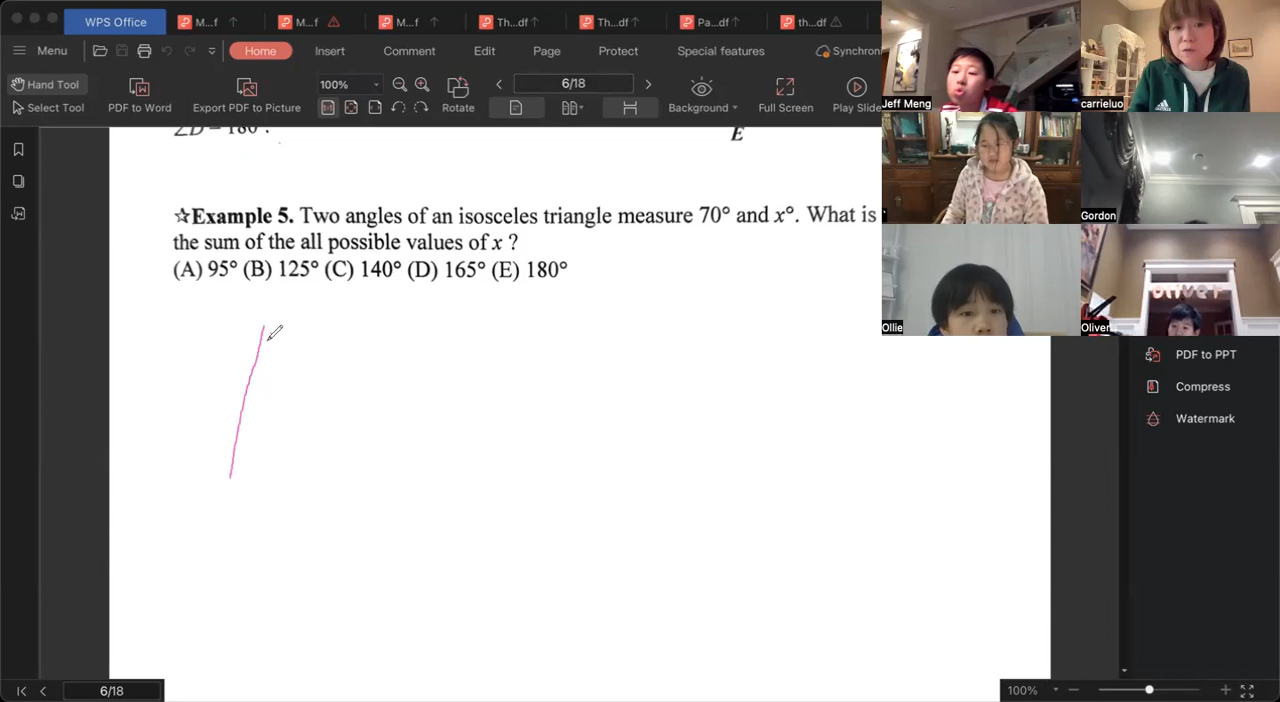 WPS Office M...f M...f M...f Th...df Th...df Pa...df th...df
Menu Home Insert Comment Edit Page Protect Special features Synchron
Hand Tool 100% 6/18
Select Tool PDF to Word Export PDF to Picture Rotate Background Full Screen Play Slide
Jeff Meng carrieluo
∠D = 180°.
E
☆Example 5. Two angles of an isosceles triangle measure 70° and x°. What is
the sum of the all possible values of x ?
(A) 95° (B) 125° (C) 140° (D) 165° (E) 180°
Gordon
Ollie Oliver
PDF to PPT
Compress
Watermark
6/18 100%